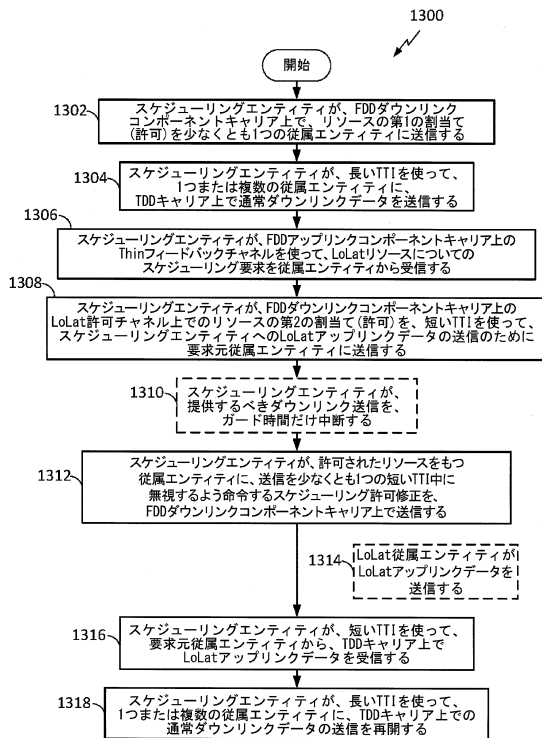 1300
開始
1302
スケジューリングエンティティが、FDDダウンリンク
コンポーネントキャリア上で、リソースの第1の割当て
(許可)を少なくとも1つの従属エンティティに送信する
1304
スケジューリングエンティティが、長いTTIを使って、
1つまたは複数の従属エンティティに、
TDDキャリア上で通常ダウンリンクデータを送信する
1306
スケジューリングエンティティが、FDDアップリンクコンポーネントキャリア上の
Thinフィードバックチャネルを使って、LoLatリソースについての
スケジューリング要求を従属エンティティから受信する
1308
スケジューリングエンティティが、FDDダウンリンクコンポーネントキャリア上の
LoLat許可チャネル上でのリソースの第2の割当て(許可)を、短いTTIを使って、
スケジューリングエンティティへのLoLatアップリンクデータの送信のために
要求元従属エンティティに送信する
1310
スケジューリングエンティティが、
提供するべきダウンリンク送信を、
ガード時間だけ中断する
1312
スケジューリングエンティティが、許可されたリソースをもつ
従属エンティティに、送信を少なくとも1つの短いTTI中に
無視するよう命令するスケジューリング許可修正を、
FDDダウンリンクコンポーネントキャリア上で送信する
1314
LoLat従属エンティティが
LoLatアップリンクデータを
送信する
1316
スケジューリングエンティティが、短いTTIを使って、
要求元従属エンティティから、TDDキャリア上で
LoLatアップリンクデータを受信する
1318
スケジューリングエンティティが、長いTTIを使って、
1つまたは複数の従属エンティティに、TDDキャリア上での
通常ダウンリンクデータの送信を再開する